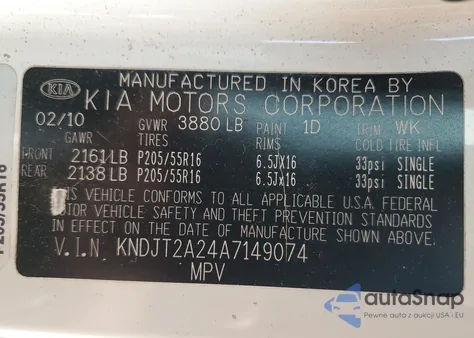 MANUFACTURED IN KOREA BY
KIA KIA MOTORS CORPORATION
02/10 GVWR 3880 LB PAINT 1D TRIM WK
GAWR TIRES RIMS COLD TIRE INFL
FRONT 2161LB P205/55R16 6.5JX16 33psi SINGLE
REAR 2138LB P205/55R16 6.5Jx16 33psi SINGLE
THIS VEHICLE CONFORMS TO ALL APPLICABLE U.S.A. FEDERAL
MOTOR VEHICLE SAFETY AND THEFT PREVENTION STANDARDS
IN EFFECT ON THE DATE OF MANUFACTURE SHOWN ABOVE.
V.I.N. KNDJT2A24A7149074
MPV
P205/55R16
autoSnap
Pewne auta z aukcji USA i EU